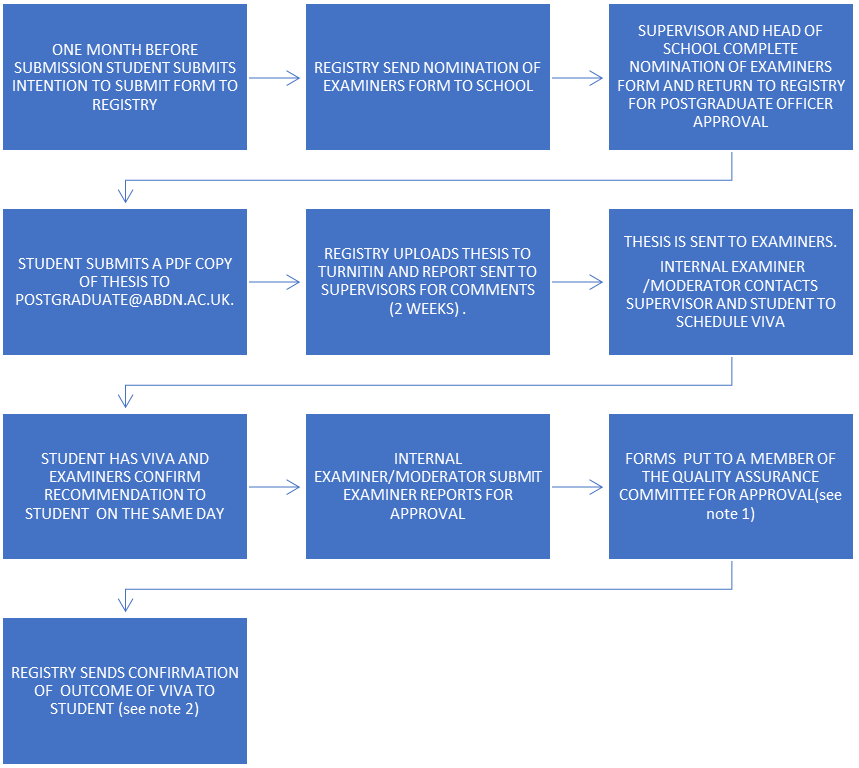 ONE MONTH BEFORE
SUBMISSION STUDENT SUBMITS
INTENTION TO SUBMIT FORM TO
REGISTRY
REGISTRY SEND NOMINATION OF
EXAMINERS FORM TO SCHOOL
SUPERVISOR AND HEAD OF
SCHOOL COMPLETE
NOMINATION OF EXAMINERS
FORM AND RETURN TO REGISTRY
FOR POSTGRADUATE OFFICER
APPROVAL
STUDENT SUBMITS A PDF COPY
OF THESIS TO
POSTGRADUATE@ABDN.AC.UK.
REGISTRY UPLOADS THESIS TO
TURNITIN AND REPORT SENT TO
SUPERVISORS FOR COMMENTS
(2 WEEKS) .
THESIS IS SENT TO EXAMINERS.
INTERNAL EXAMINER
/MODERATOR CONTACTS
SUPERVISOR AND STUDENT TO
SCHEDULE VIVA
STUDENT HAS VIVA AND
EXAMINERS CONFIRM
RECOMMENDATION TO
STUDENT ON THE SAME DAY
INTERNAL
EXAMINER/MODERATOR SUBMIT
EXAMINER REPORTS FOR
APPROVAL
FORMS PUT TO A MEMBER OF
THE QUALITY ASSURANCE
COMMITTEE FOR APPROVAL(see
note 1)
REGISTRY SENDS CONFIRMATION
OF OUTCOME OF VIVA TO
STUDENT (see note 2)